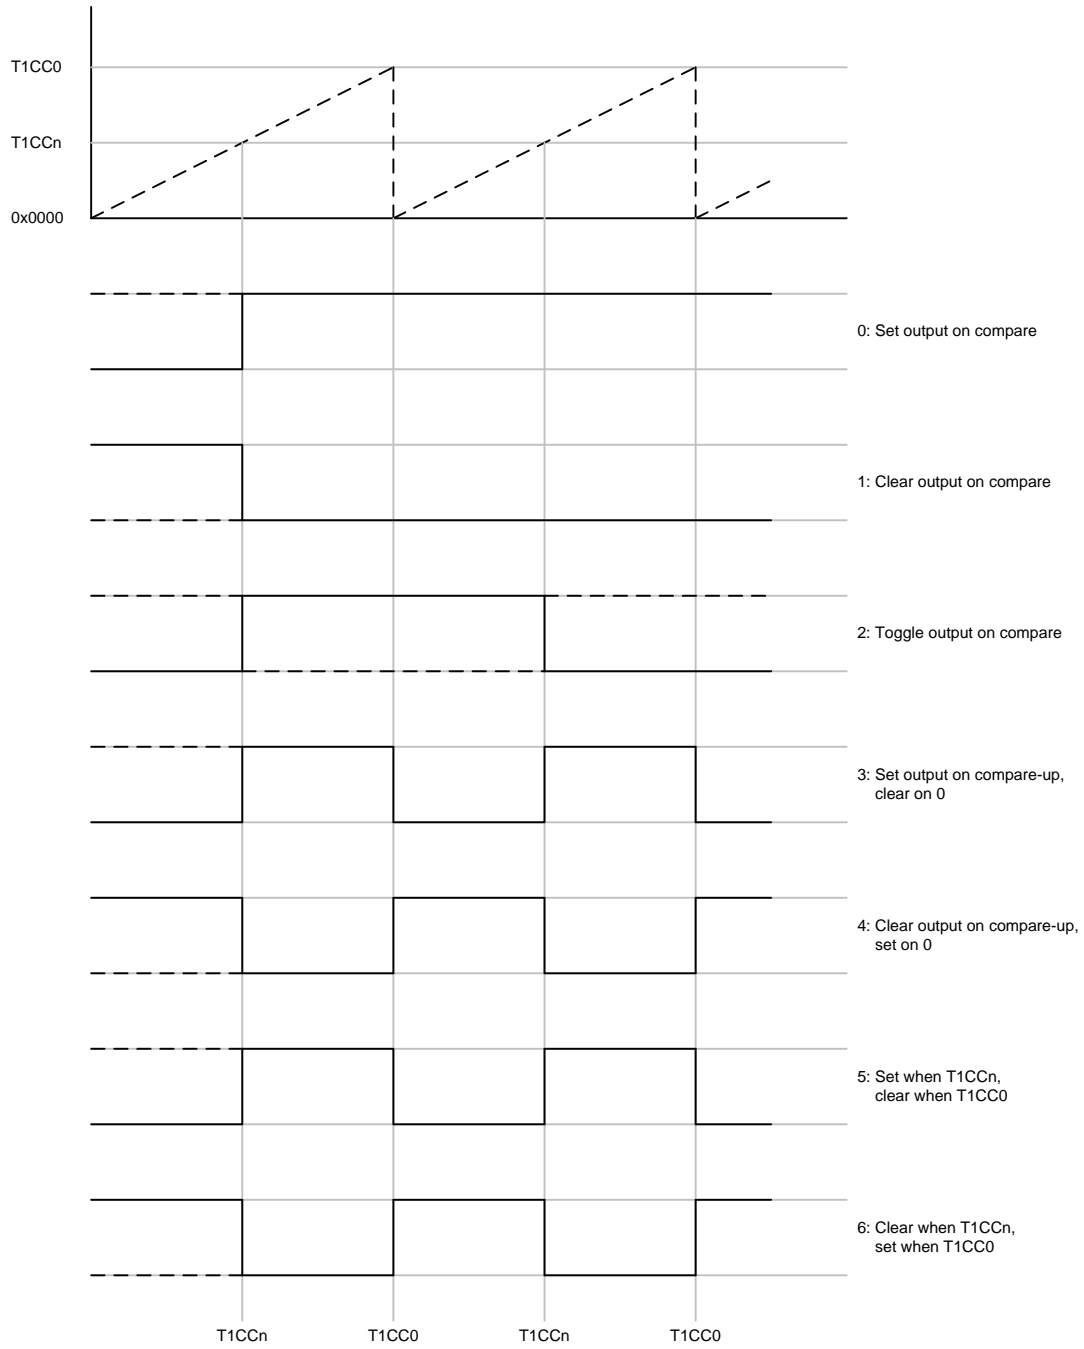 T1CC0
T1CCn
0x0000
0: Set output on compare
1: Clear output on compare
2: Toggle output on compare
3: Set output on compare-up,
clear on 0
4: Clear output on compare-up,
set on 0
5: Set when T1CCn,
clear when T1CC0
6: Clear when T1CCn,
set when T1CC0
T1CCn T1CC0 T1CCn T1CC0